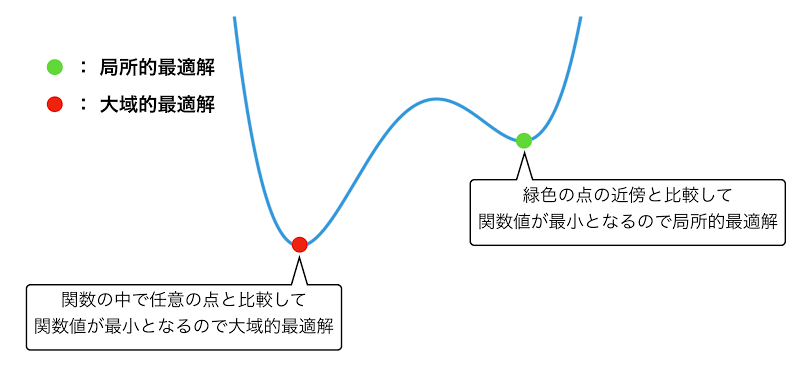 ：局所的最適解
：大域的最適解
緑色の点の近傍と比較して
関数値が最小となるので局所的最適解
関数の中で任意の点と比較して
関数値が最小となるので大域的最適解